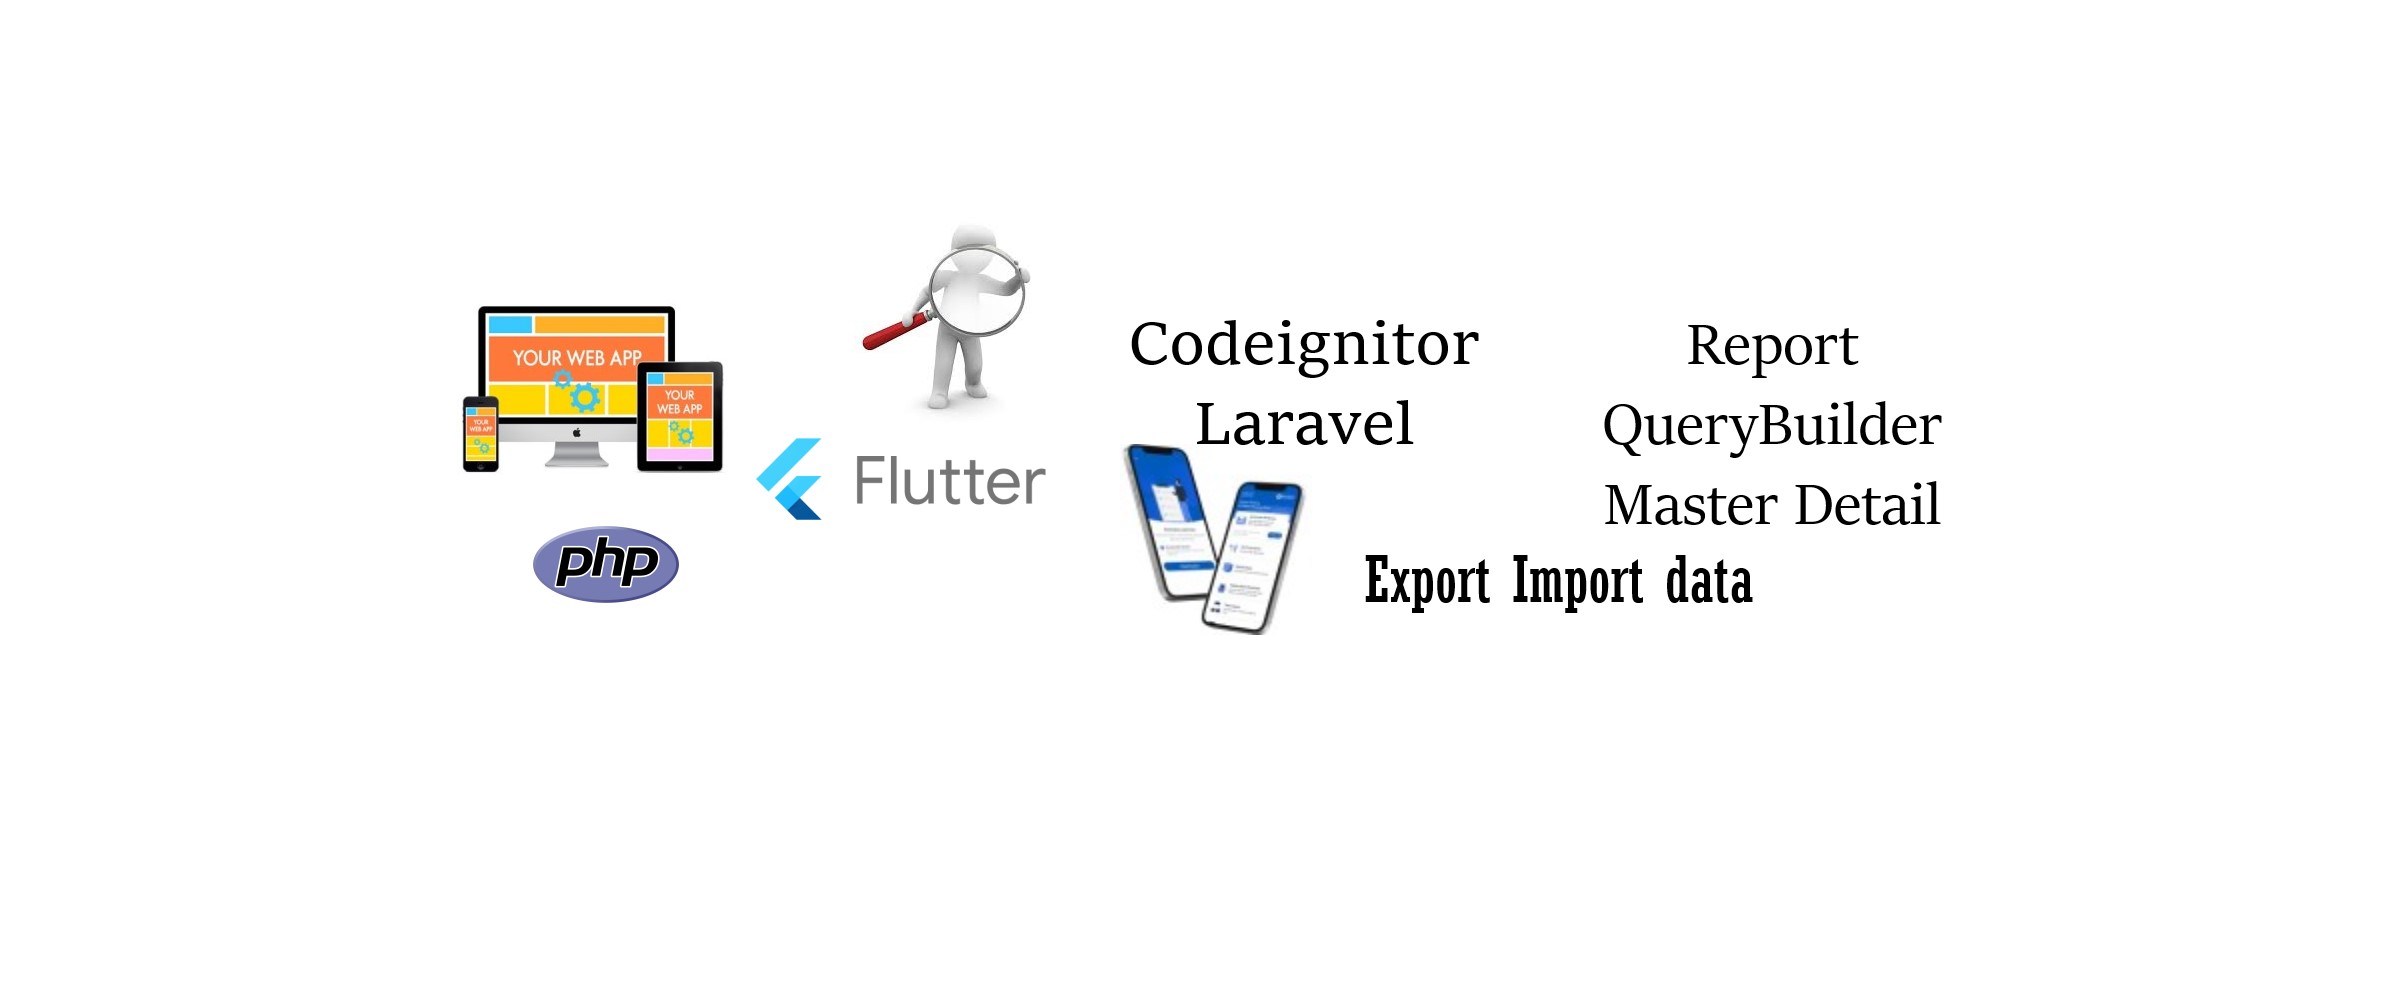 YOUR WEB APP
YOUR
WEB APP
YOUR
WEB APP
php
Flutter
Codeignitor
Laravel
Report
QueryBuilder
Master Detail
Export Import data